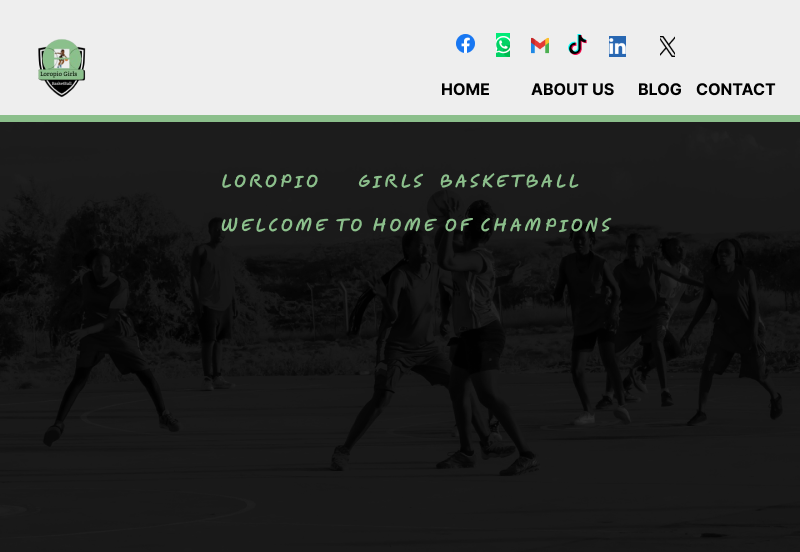 Loropio Girls
Basketball
HOME ABOUT US BLOG CONTACT
LOROPIO GIRLS BASKETBALL
WELCOME TO HOME OF CHAMPIONS